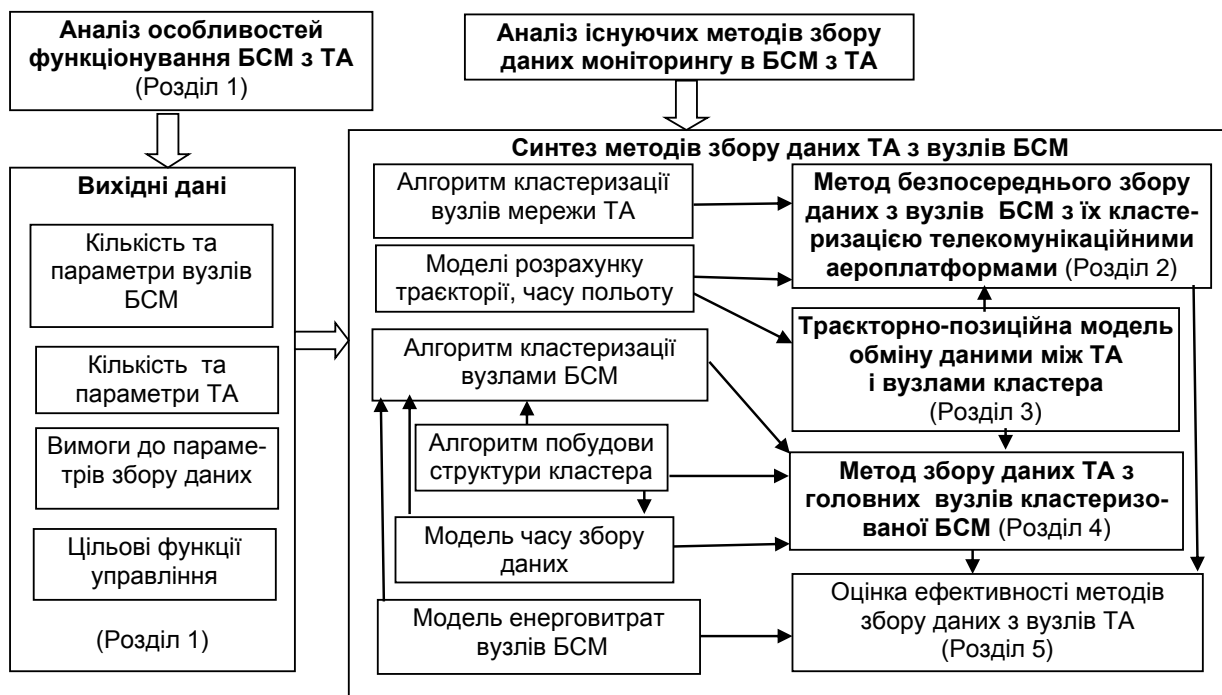 Аналіз особливостей
функціонування БСМ з ТА
(Розділ 1)
Аналіз існуючих методів збору
даних моніторингу в БСМ з ТА
Вихідні дані
Кількість та
параметри вузлів
БСМ
Кількість та
параметри ТА
Вимоги до параме-
трів збору даних
Цільові функції
управління
(Розділ 1)
Синтез методів збору даних ТА з вузлів БСМ
Алгоритм кластеризації
вузлів мережи ТА
Моделі розрахунку
траєкторії, часу польоту
Алгоритм кластеризації
вузлами БСМ
Алгоритм побудови
структури кластера
Модель часу збору
даних
Модель енерговитрат
вузлів БСМ
Метод безпосереднього збору
даних з вузлів БСМ з їх класте-
ризацією телекомунікаційними
аероплатформами (Розділ 2)
Траєкторно-позиційна модель
обміну даними між ТА
і вузлами кластера
(Розділ 3)
Метод збору даних ТА з
головних вузлів кластеризо-
ваної БСМ (Розділ 4)
Оцінка ефективності методів
збору даних з вузлів ТА
(Розділ 5)